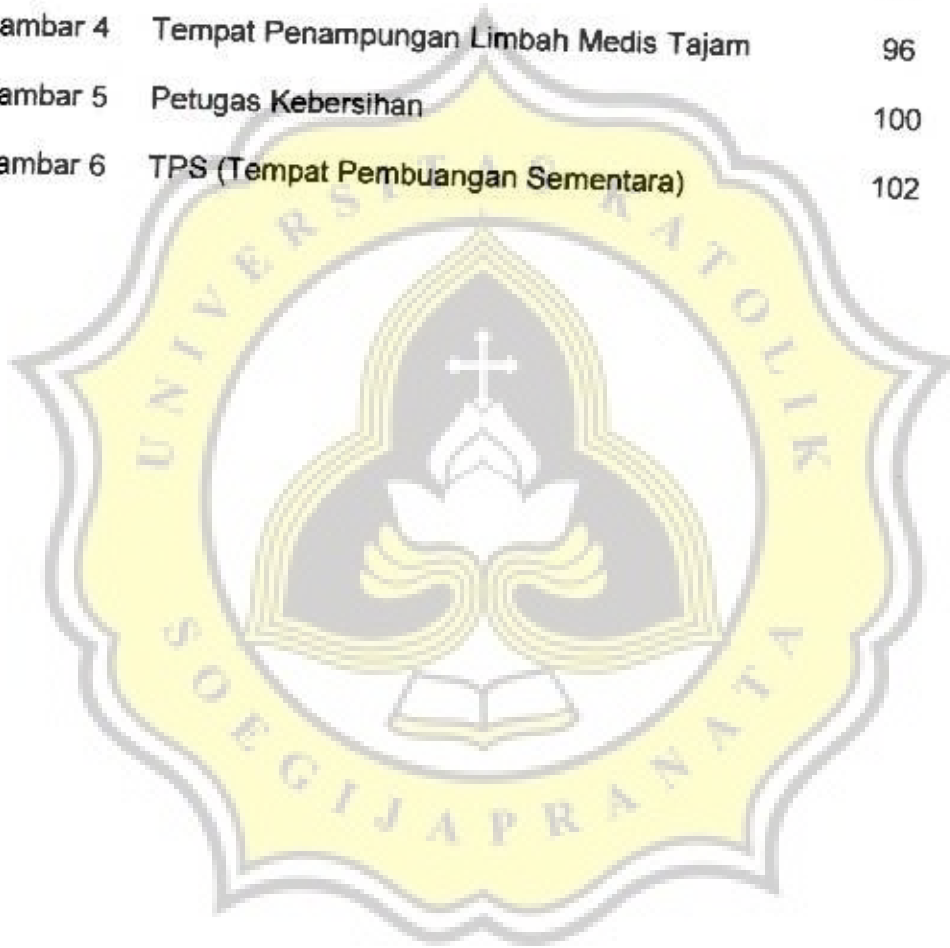 ambar 4 Tempat Penampungan Limbah Medis Tajam 96
ambar 5 Petugas Kebersihan 100
ambar 6 TPS (Tempat Pembuangan Sementara) 102
UNIVERSITAS KATOLIK
SOEGIJAPRANATA